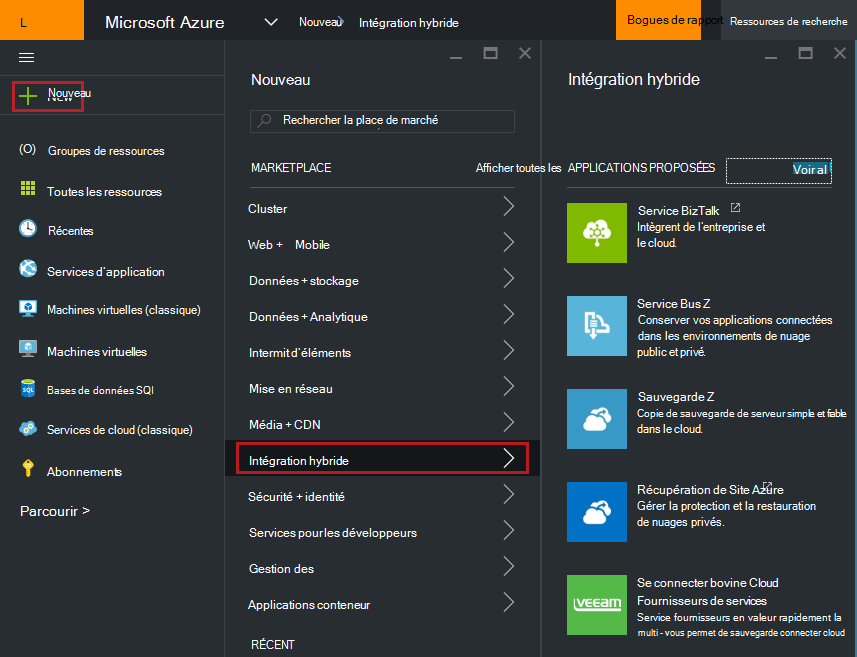 L
Microsoft Azure
Nouveau
Intégration hybride
Bogues de rapport
Ressources de recherche
Nouveau
Groupes de ressources
Toutes les ressources
Récentes
Services d'application
Machines virtuelles (classique)
Machines virtuelles
Bases de données SQl
Services de cloud (classique)
Abonnements
Parcourir >
Nouveau
Rechercher la place de marché
MARKETPLACE
Afficher toutes les
Cluster
Web + Mobile
Données + stockage
Données + Analytique
Intermit d'éléments
Mise en réseau
Média + CDN
Intégration hybride
Sécurité + identité
Services pour les développeurs
Gestion des
Applications conteneur
RÉCENT
Intégration hybride
APPLICATIONS PROPOSÉES
Voiral
Service BizTalk
Intègrent de l'entreprise et
le cloud.
Service Bus Z
Conserver vos applications connectées
dans les environnements de nuage
public et privé.
Sauvegarde Z
Copie de sauvegarde de serveur simple et fiable
dans le cloud.
Récupération de Site Azure
Gérer la protection et la restauration
de nuages privés.
Se connecter bovine Cloud
Fournisseurs de services
Service fournisseurs en valeur rapidement la
multi - vous permet de sauvegarde connecter cloud
SQL
veeam